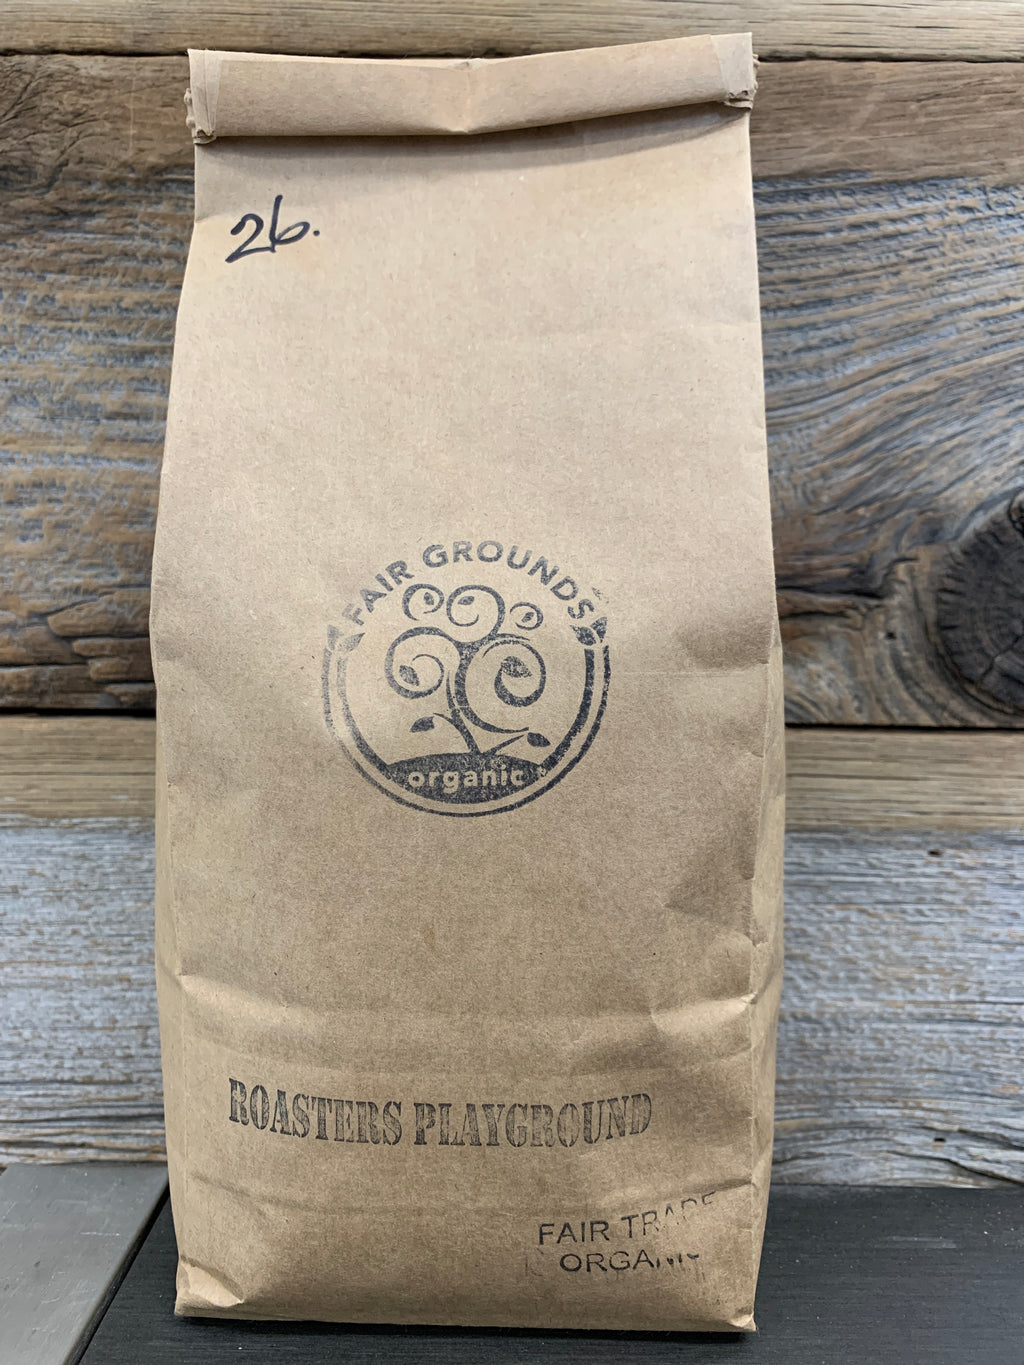 26.
FAIR GROUNDS
organic
ROASTERS PLAYGROUND
FAIR TRADE
ORGANIC